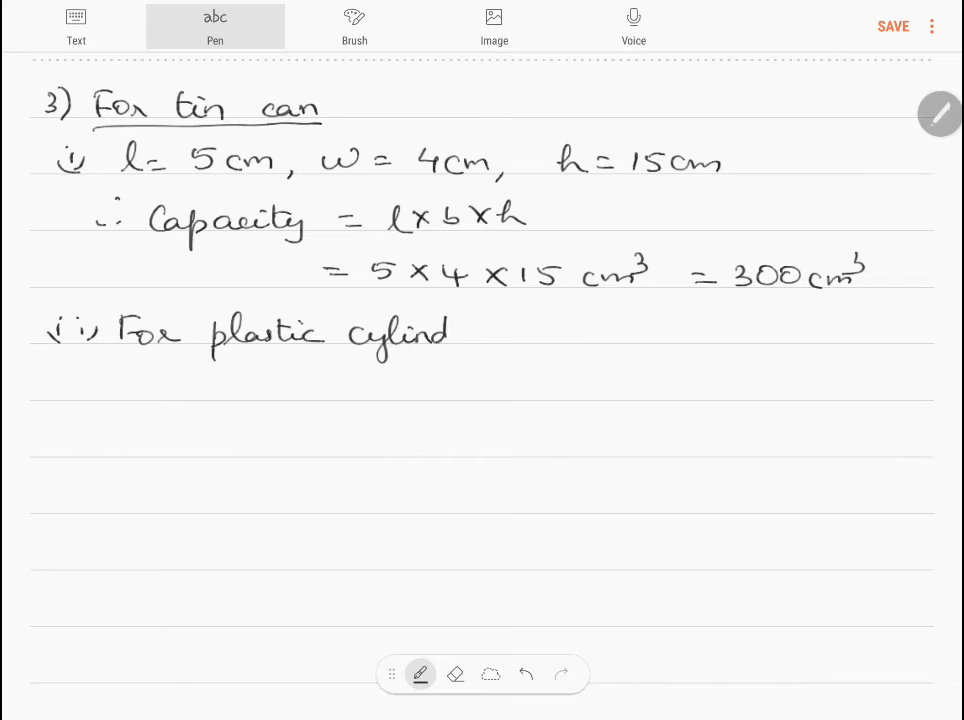 Text
abc
Pen
Brush
Image
Voice
SAVE
3) For tin can
i) l = 5 cm, w = 4 cm, h = 15 cm
∴ Capacity = l × b × h
= 5 × 4 × 15 cm³ = 300 cm³
ii) For plastic cylind